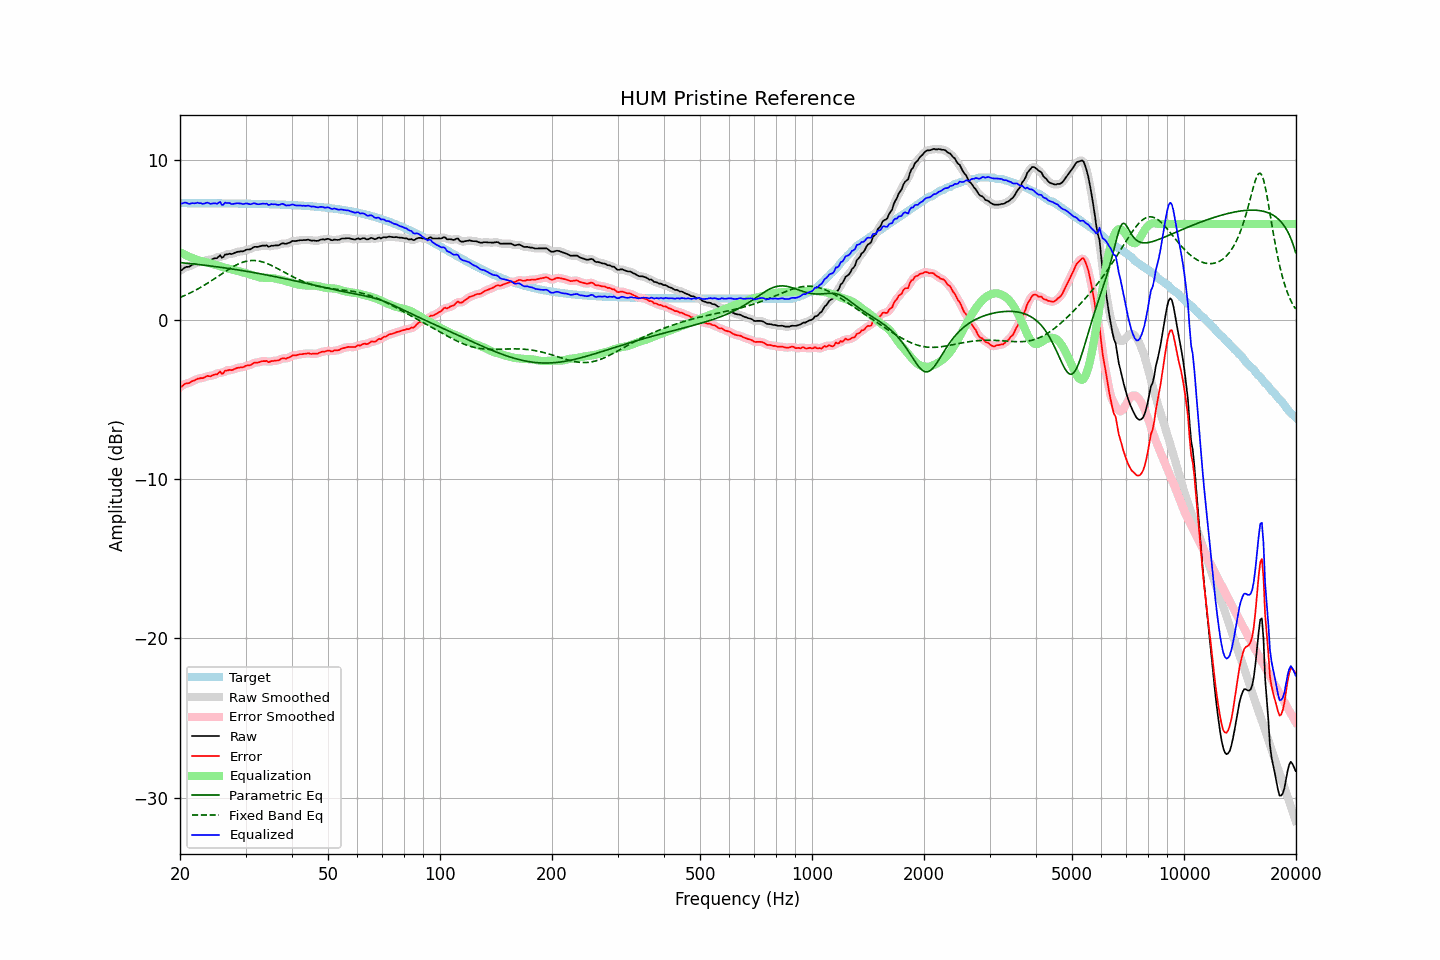 HUM Pristine Reference
10
0
−10
−20
−30
Amplitude (dBr)
Target
Raw Smoothed
Error Smoothed
Raw
Error
Equalization
Parametric Eq
Fixed Band Eq
Equalized
20 50 100 200 500 1000 2000 5000 10000 20000
Frequency (Hz)